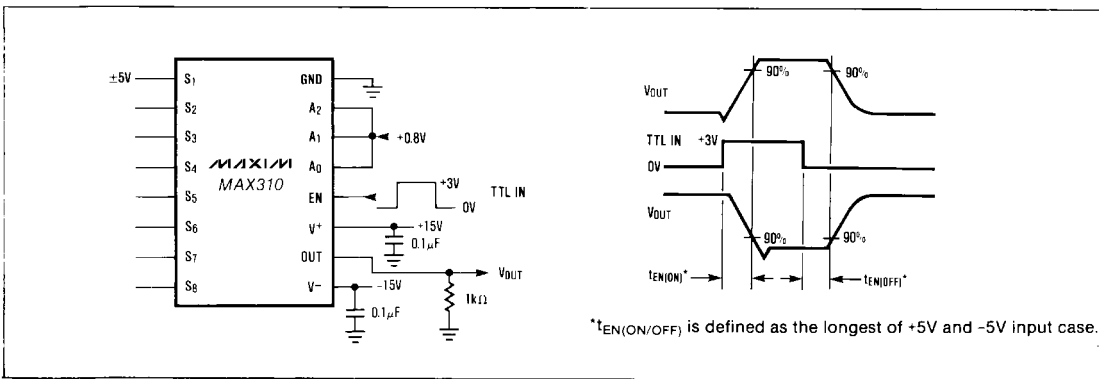 ±5V
S1
S2
S3
S4
S5
S6
S7
S8
MAXIM
MAX310
GND
A2
A1
A0
EN
V+
OUT
V−
+0.8V
+3V
0V
TTL IN
+15V
0.1µF
VOUT
1kΩ
−15V
0.1µF
VOUT
90%
90%
TTL IN +3V
0V
VOUT
90%
90%
tEN(ON)*
tEN(OFF)*
*tEN(ON/OFF) is defined as the longest of +5V and −5V input case.